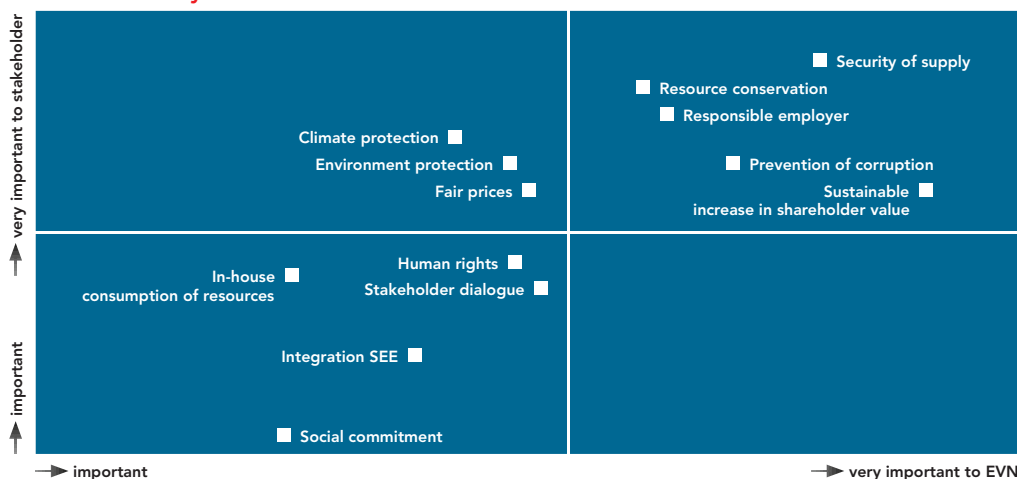 very important to stakeholder
important
Security of supply
Resource conservation
Responsible employer
Climate protection
Environment protection
Prevention of corruption
Fair prices
Sustainable
increase in shareholder value
Human rights
In-house
consumption of resources
Stakeholder dialogue
Integration SEE
Social commitment
important
very important to EVN